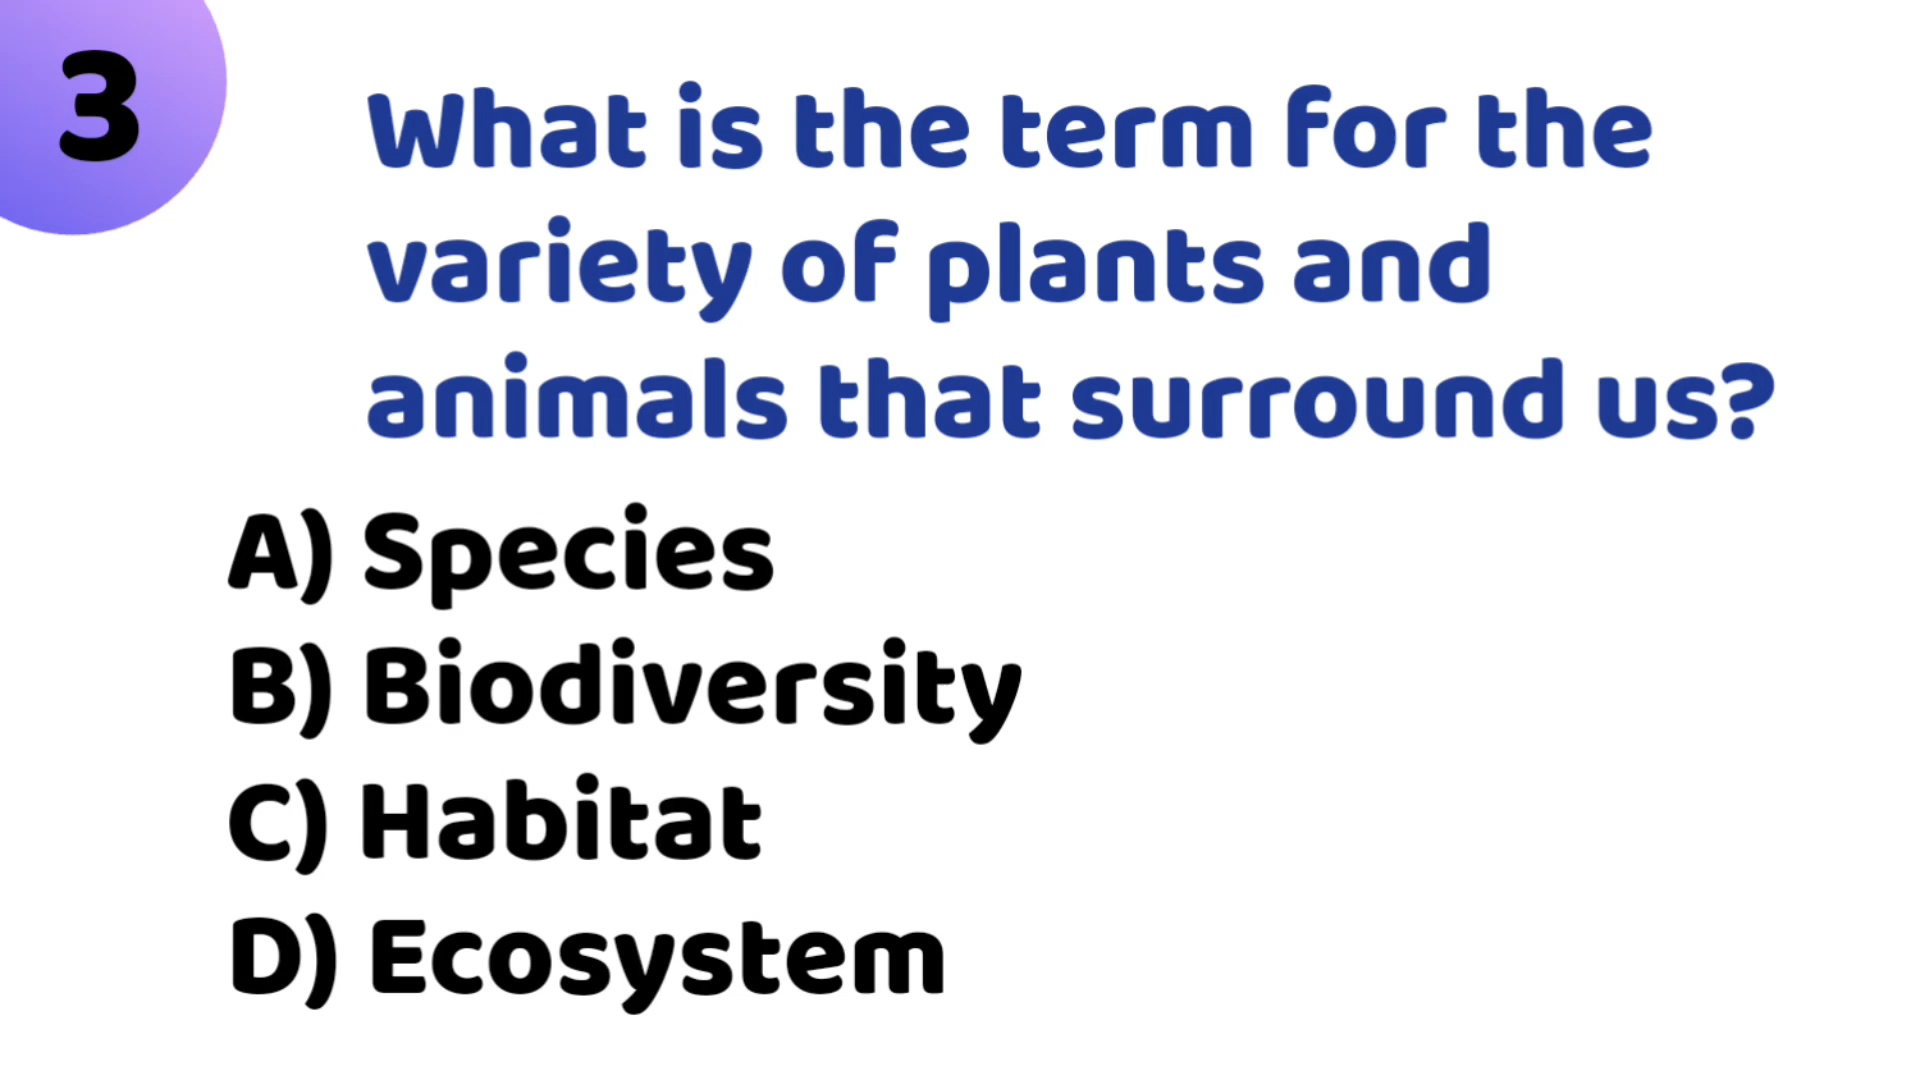 3
What is the term for the
variety of plants and
animals that surround us?
A) Species
B) Biodiversity
C) Habitat
D) Ecosystem